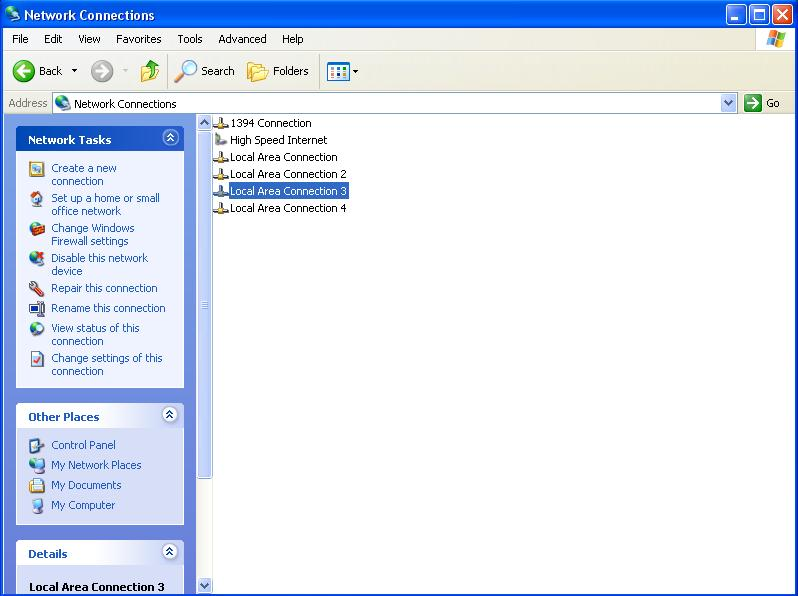 Network Connections
File Edit View Favorites Tools Advanced Help
Back Search Folders
Address Network Connections Go
Network Tasks
Create a new
connection
Set up a home or small
office network
Change Windows
Firewall settings
Disable this network
device
Repair this connection
Rename this connection
View status of this
connection
Change settings of this
connection
Other Places
Control Panel
My Network Places
My Documents
My Computer
Details
Local Area Connection 3
1394 Connection
High Speed Internet
Local Area Connection
Local Area Connection 2
Local Area Connection 3
Local Area Connection 4